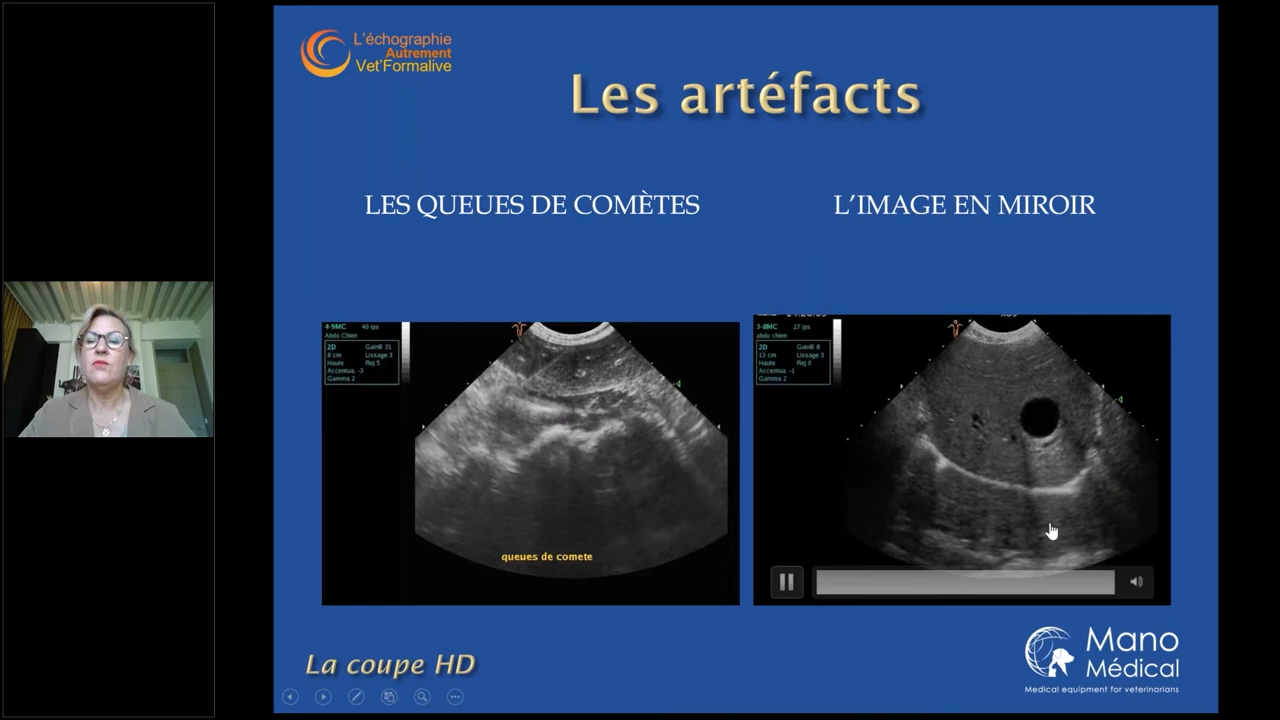 L'échographie
Autrement
Vet'Formalive
Les artéfacts
LES QUEUES DE COMÈTES
L'IMAGE EN MIROIR
4-9MC 40 ips
Abdo Chien
2D GainB 31
8 cm Lissage 3
Haute Rej 5
Accentua. -3
Gamma 2
queues de comete
3-8MC 27 ips
abdo chien
2D GainB 8
13 cm Lissage 3
Haute Rej 0
Accentua. -1
Gamma 2
La coupe HD
Mano
Médical
Medical equipment for veterinarians